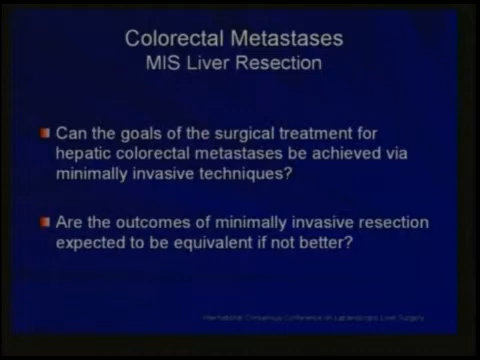 Colorectal Metastases
MIS Liver Resection
Can the goals of the surgical treatment for
hepatic colorectal metastases be achieved via
minimally invasive techniques?
Are the outcomes of minimally invasive resection
expected to be equivalent if not better?
International Consensus Conference on Laparoscopic Liver Surgery